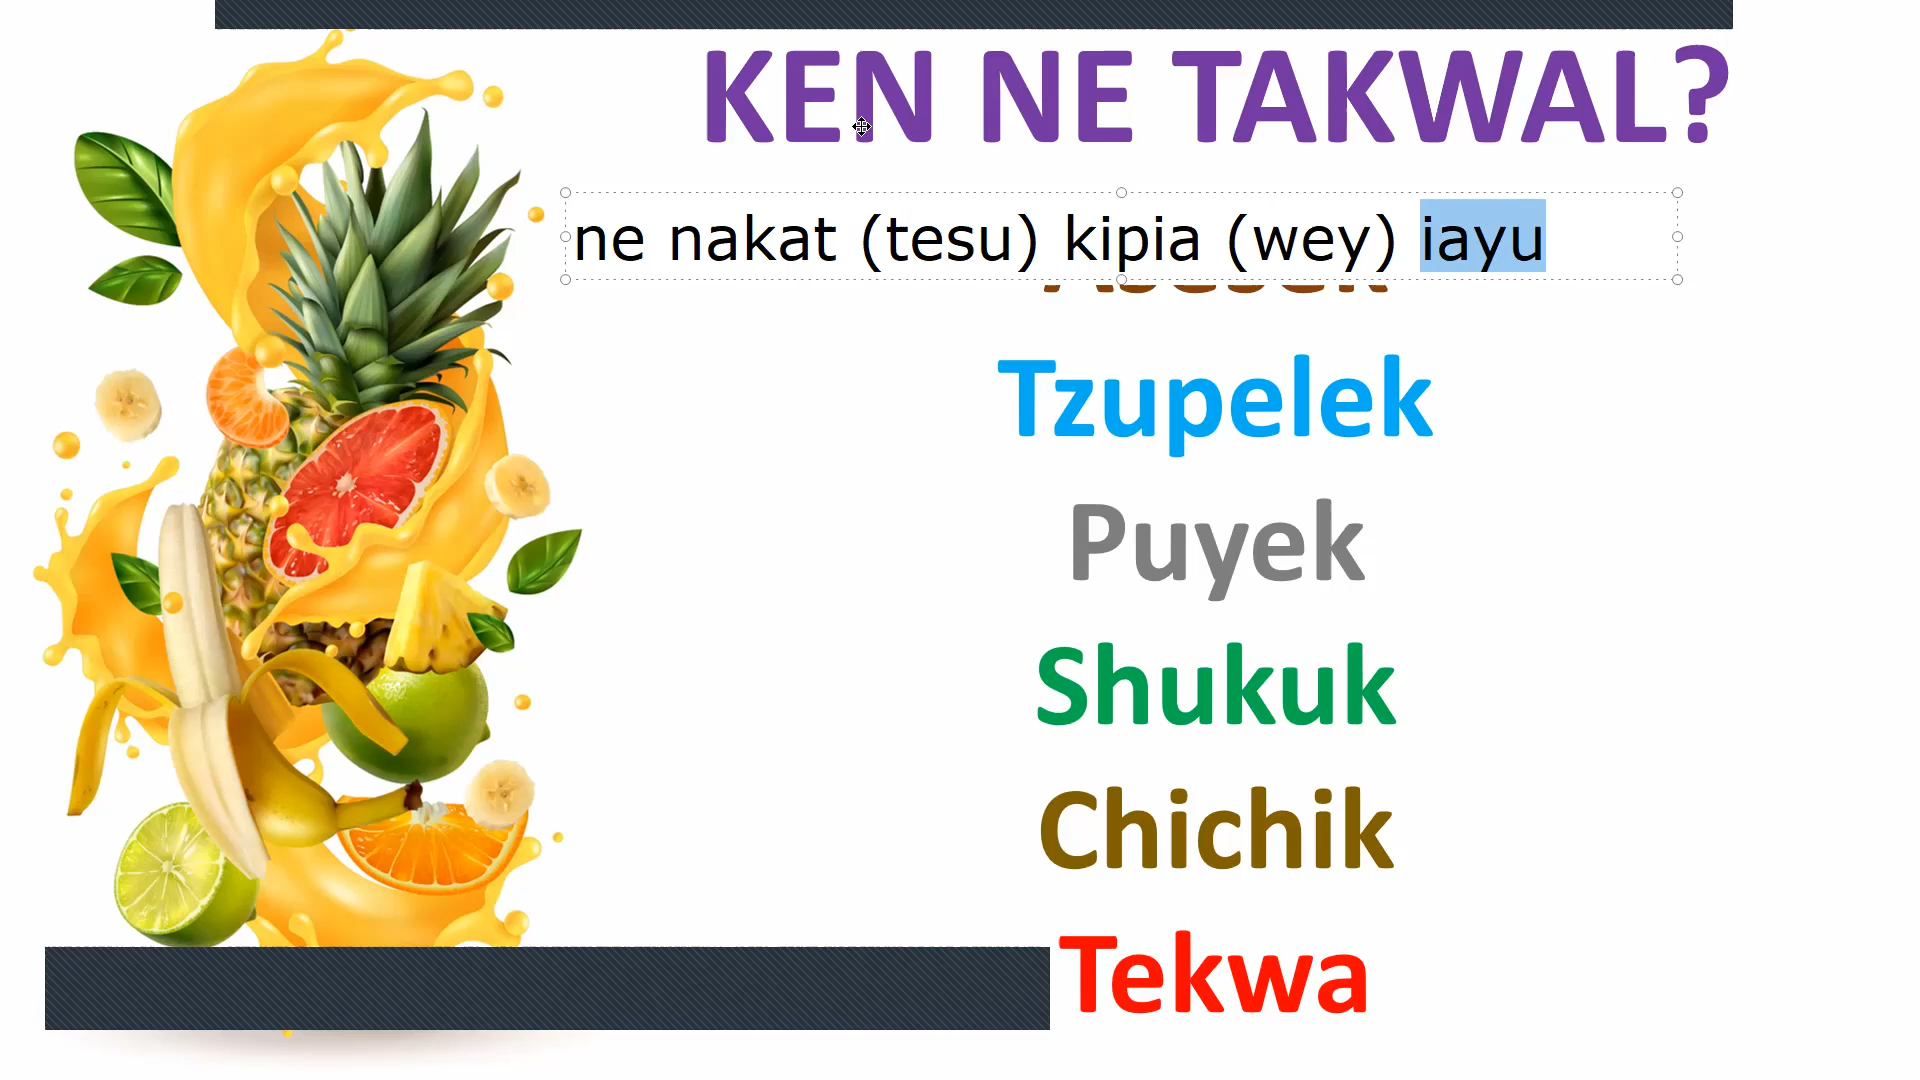 KEN NE TAKWAL?
ne nakat (tesu) kipia (wey) iayu
Tzupelek
Puyek
Shukuk
Chichik
Tekwa